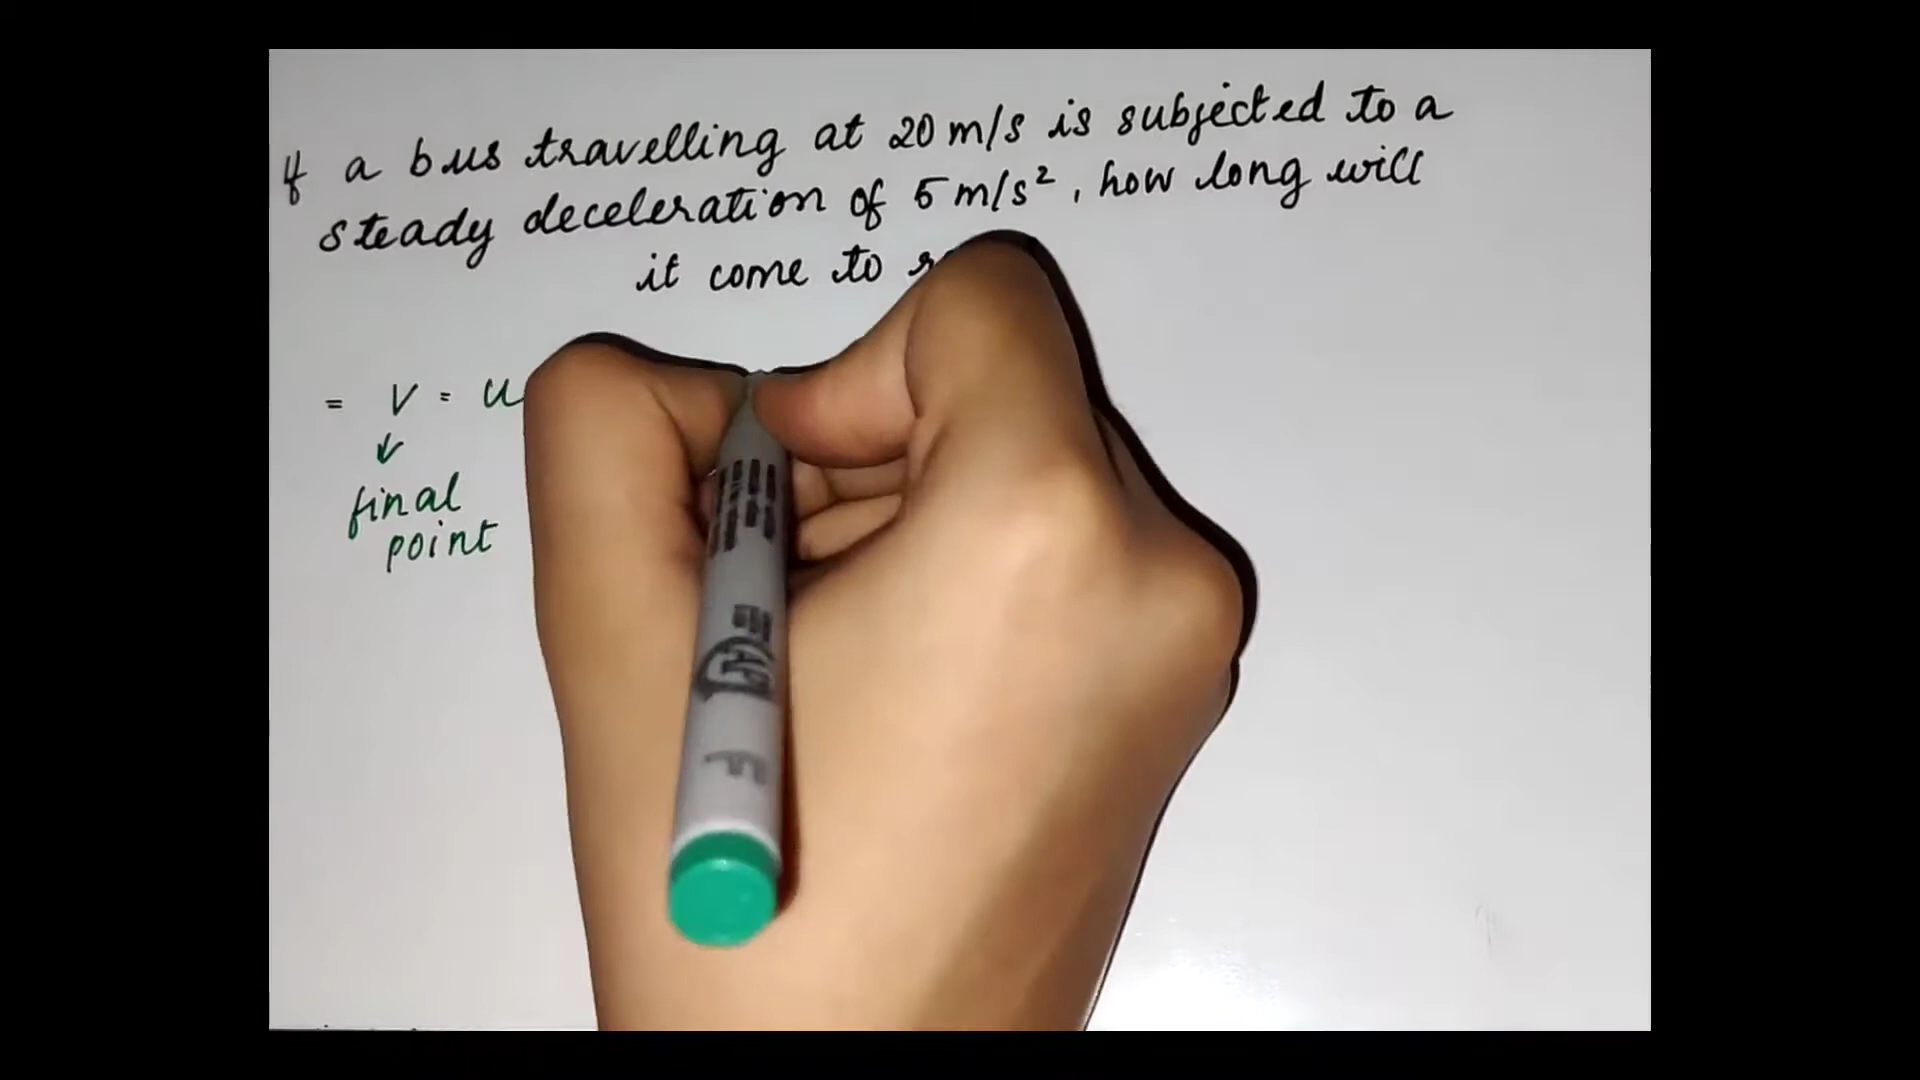 If a bus travelling at 20 m/s is subjected to a
steady deceleration of 5 m/s², how long will
it come to
= V = u
↓
final
point